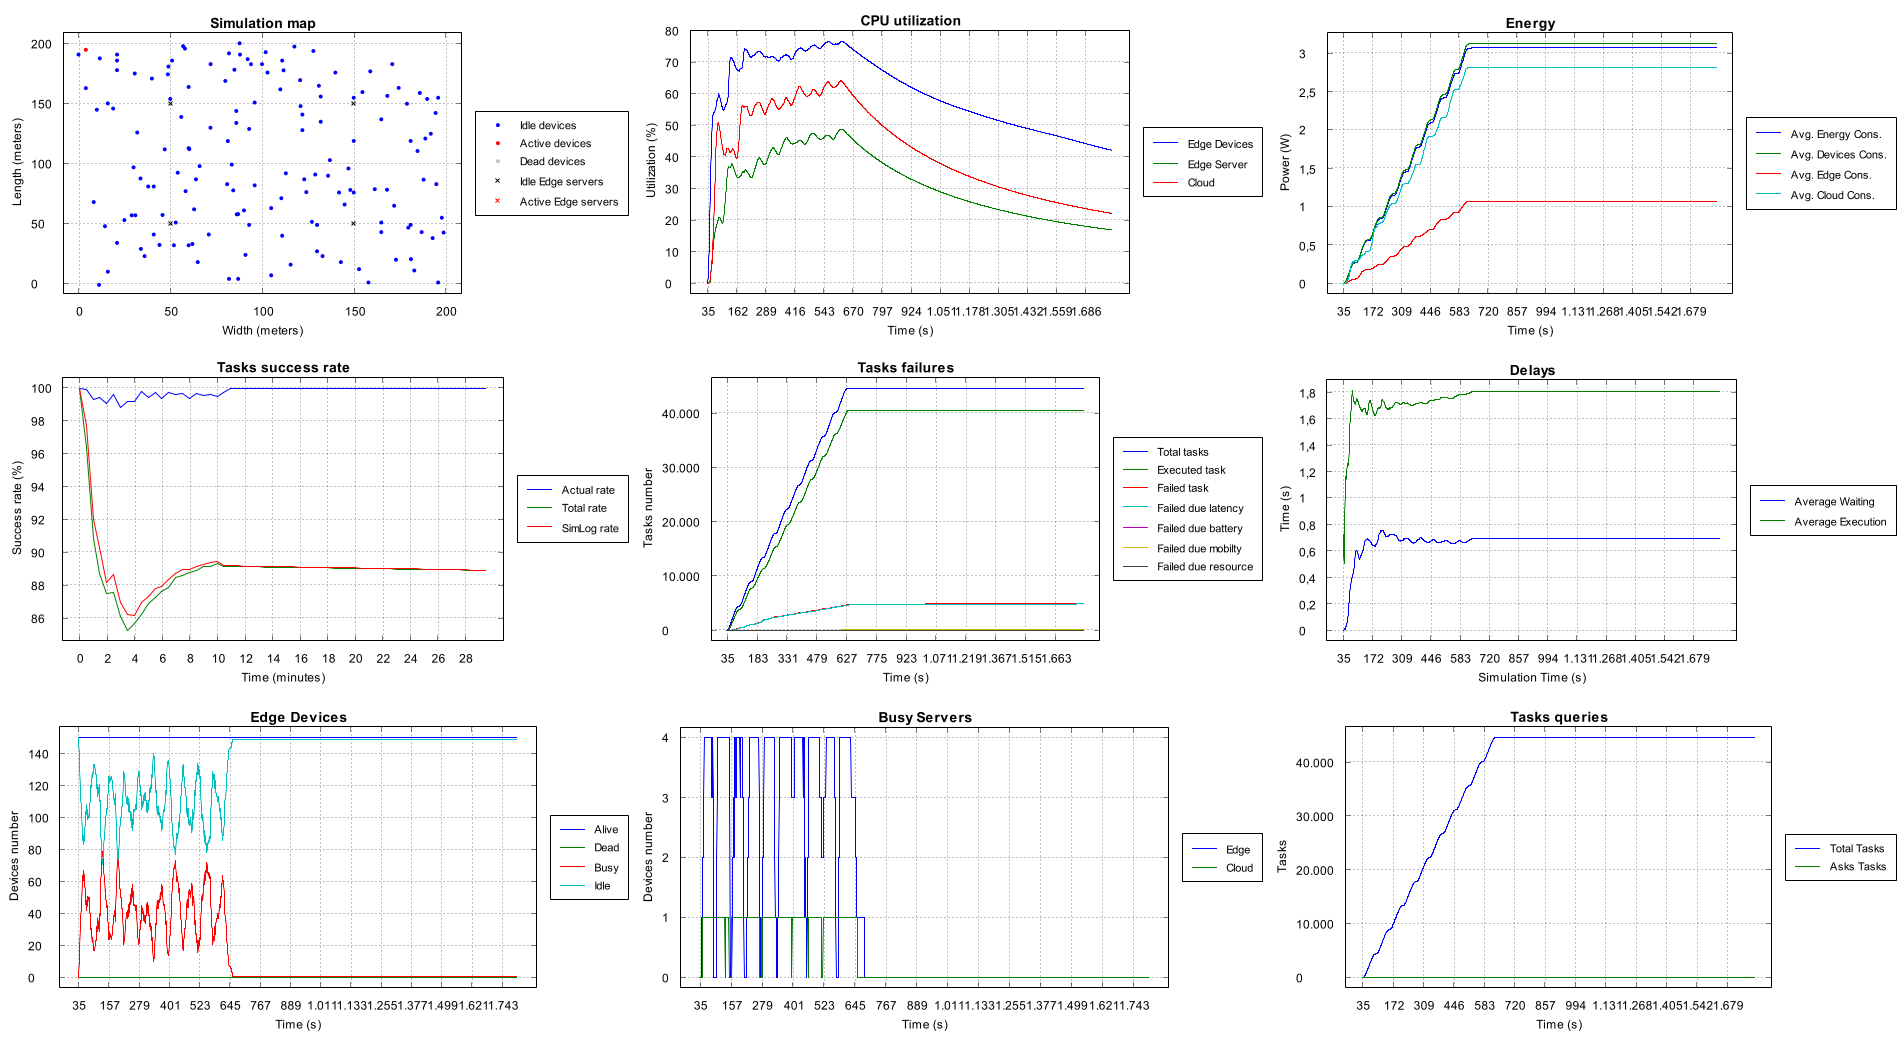 Simulation map
Length (meters)
200
150
100
50
0
0 50 100 150 200
Width (meters)
Idle devices
Active devices
Dead devices
Idle Edge servers
Active Edge servers
CPU utilization
Utilization (%)
80
70
60
50
40
30
20
10
0
35 162 289 416 543 670 797 924 1.051 1.178 1.305 1.432 1.559 1.686
Time (s)
Edge Devices
Edge Server
Cloud
Energy
Power (W)
3
2,5
2
1,5
1
0,5
0
35 172 309 446 583 720 857 994 1.131 1.268 1.405 1.542 1.679
Time (s)
Avg. Energy Cons.
Avg. Devices Cons.
Avg. Edge Cons.
Avg. Cloud Cons.
Tasks success rate
Success rate (%)
100
98
96
94
92
90
88
86
0 2 4 6 8 10 12 14 16 18 20 22 24 26 28
Time (minutes)
Actual rate
Total rate
SimLog rate
Tasks failures
Tasks number
40.000
30.000
20.000
10.000
0
35 183 331 479 627 775 923 1.071 1.219 1.367 1.515 1.663
Time (s)
Total tasks
Executed task
Failed task
Failed due latency
Failed due battery
Failed due mobilty
Failed due resource
Delays
Time (s)
1,8
1,6
1,4
1,2
1
0,8
0,6
0,4
0,2
0
35 172 309 446 583 720 857 994 1.131 1.268 1.405 1.542 1.679
Simulation Time (s)
Average Waiting
Average Execution
Edge Devices
Devices number
140
120
100
80
60
40
20
0
35 157 279 401 523 645 767 889 1.011 1.133 1.255 1.377 1.499 1.621 1.743
Time (s)
Alive
Dead
Busy
Idle
Busy Servers
Devices number
4
3
2
1
0
35 157 279 401 523 645 767 889 1.011 1.133 1.255 1.377 1.499 1.621 1.743
Time (s)
Edge
Cloud
Tasks queries
Tasks
40.000
30.000
20.000
10.000
0
35 172 309 446 583 720 857 994 1.131 1.268 1.405 1.542 1.679
Time (s)
Total Tasks
Asks Tasks